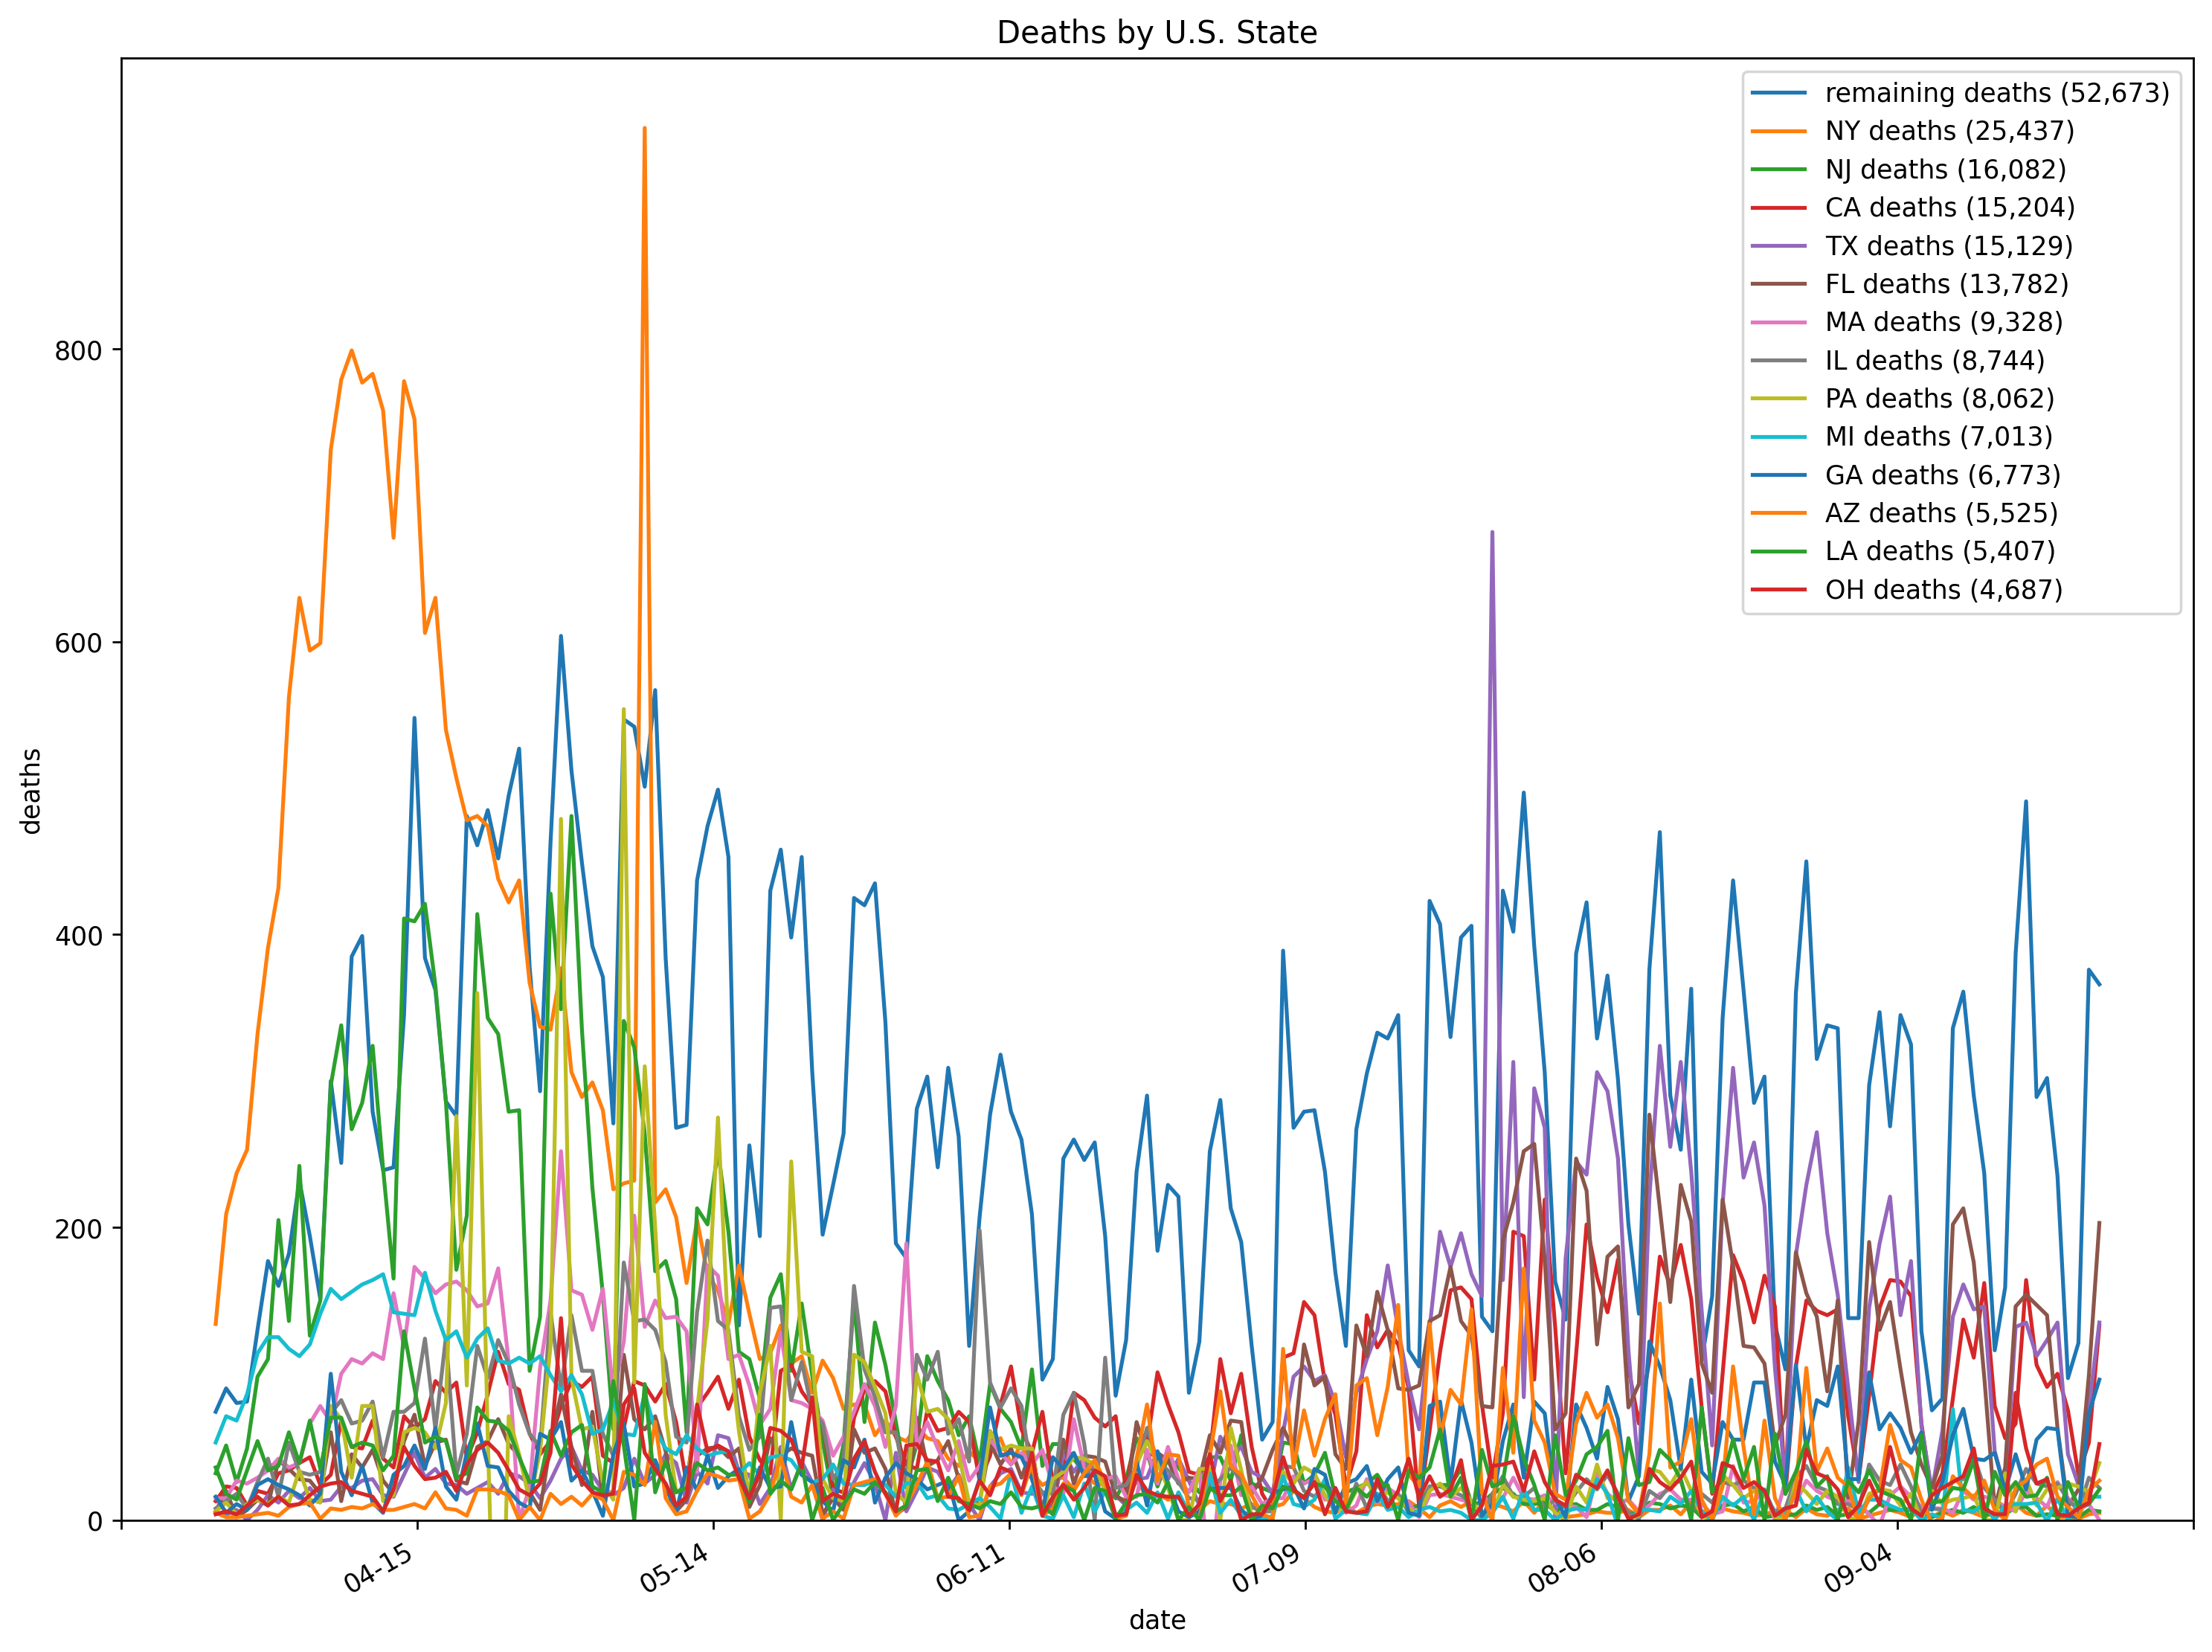 Deaths by U.S. State
remaining deaths (52,673)
NY deaths (25,437)
NJ deaths (16,082)
CA deaths (15,204)
TX deaths (15,129)
FL deaths (13,782)
MA deaths (9,328)
IL deaths (8,744)
PA deaths (8,062)
MI deaths (7,013)
GA deaths (6,773)
AZ deaths (5,525)
LA deaths (5,407)
OH deaths (4,687)
deaths
800
600
400
200
0
04-15
05-14
06-11
07-09
08-06
09-04
date